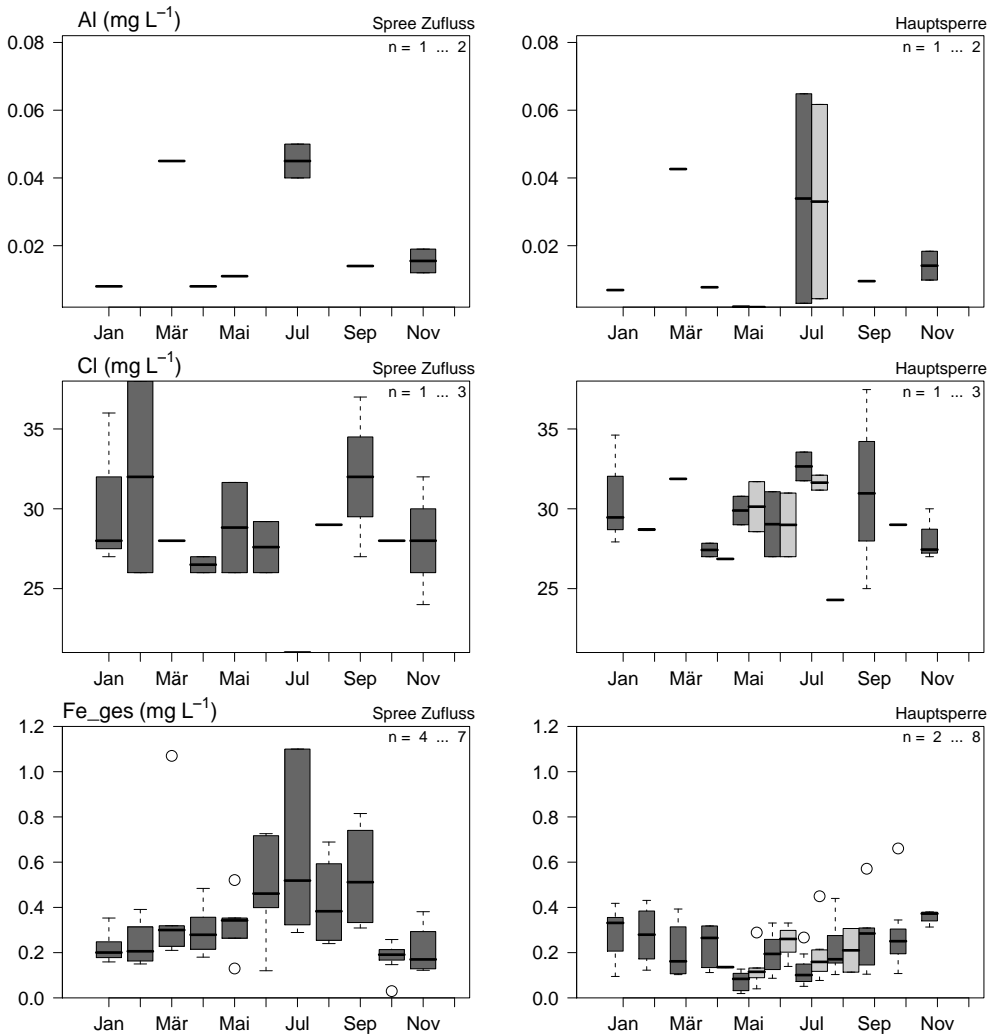 Al (mg L−1)
Spree Zufluss
n = 1 ... 2
0.08
0.06
0.04
0.02
Jan Mär Mai Jul Sep Nov
Hauptsperre
n = 1 ... 2
0.08
0.06
0.04
0.02
Jan Mär Mai Jul Sep Nov
Cl (mg L−1)
Spree Zufluss
n = 1 ... 3
35
30
25
Jan Mär Mai Jul Sep Nov
Hauptsperre
n = 1 ... 3
35
30
25
Jan Mär Mai Jul Sep Nov
Fe_ges (mg L−1)
Spree Zufluss
n = 4 ... 7
1.2
1.0
0.8
0.6
0.4
0.2
0.0
Jan Mär Mai Jul Sep Nov
Hauptsperre
n = 2 ... 8
1.2
1.0
0.8
0.6
0.4
0.2
0.0
Jan Mär Mai Jul Sep Nov